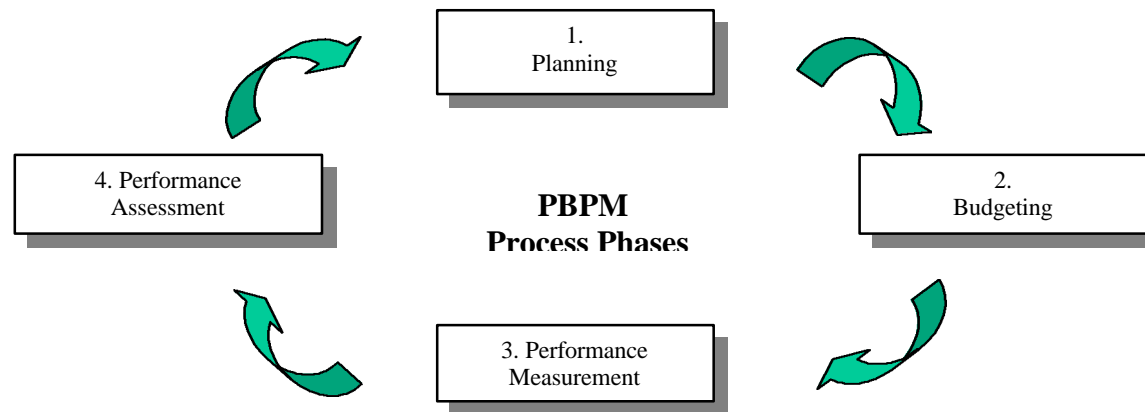 1.
Planning
4. Performance
Assessment
PBPM
Process Phases
2.
Budgeting
3. Performance
Measurement